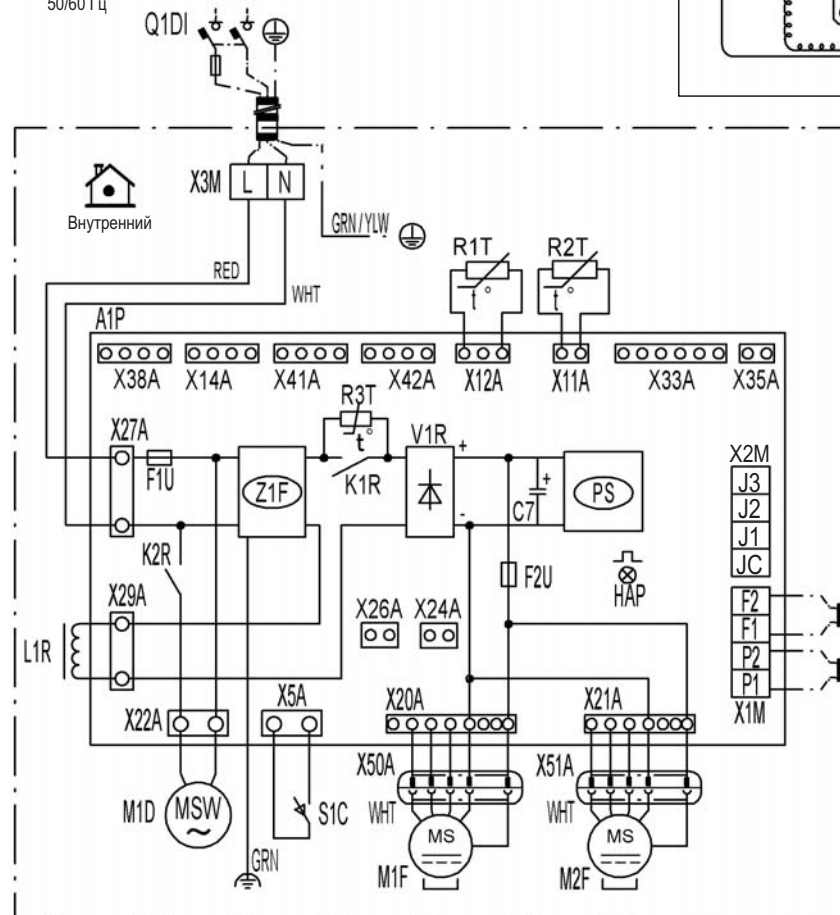 50/60 Гц
Q1DI
X3M L N
Внутренний
GRN/YLW
RED
WHT
R1T R2T
t° t°
A1P
X38A X14A X41A X42A X12A X11A X33A X35A
R3T
t°
X27A
F1U
Z1F
K1R
V1R
+
-
C7
+
PS
X2M
J3
J2
J1
JC
K2R
F2U
HAP
X29A
X26A X24A
F2
F1
P2
P1
X1M
L1R
X22A X5A X20A X21A
X50A X51A
M1D MSW
S1C
WHT WHT
MS MS
GRN
M1F M2F